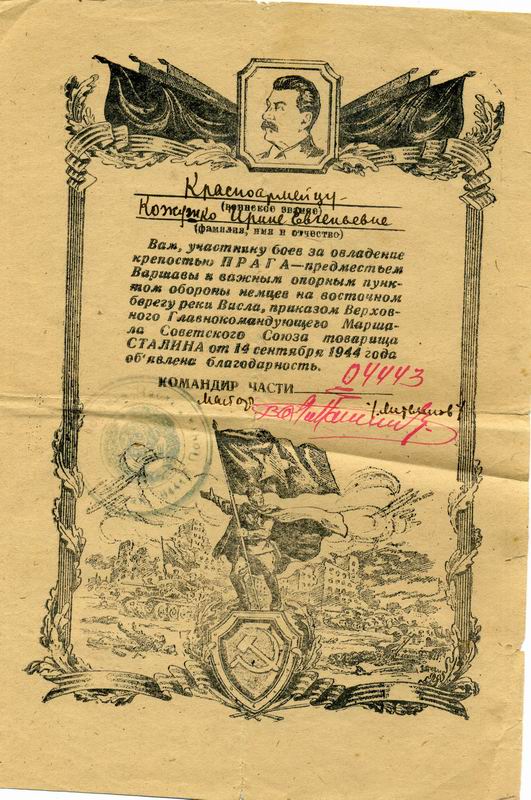 Красноармейцу
(воинское звание)
Кожушко Ирине Евгеньевне
(фамилия, имя и отчество)
Вам, участнику боев за овладение
крепостью ПРАГА—предместьем
Варшавы и важным опорным пунк-
том обороны немцев на восточном
берегу реки Висла, приказом Верхов-
ного Главнокомандующего Марша-
ла Советского Союза товарища
СТАЛИНА от 14 сентября 1944 года
об'явлена благодарность.
КОМАНДИР ЧАСТИ 04443
майор /Литвинов/